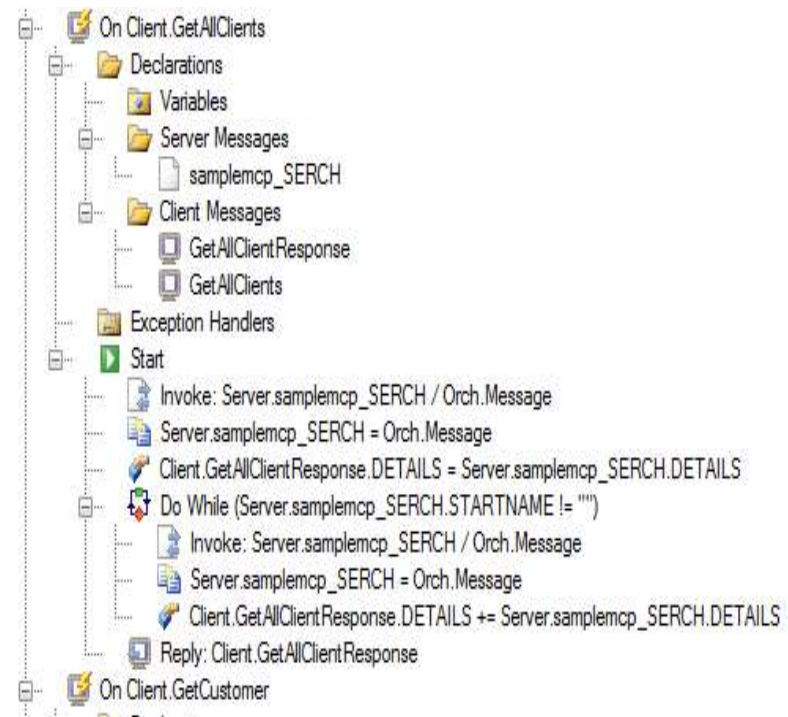 On Client.GetAllClients
Declarations
Variables
Server Messages
samplemcp_SERCH
Client Messages
GetAllClientResponse
GetAllClients
Exception Handlers
Start
Invoke: Server.samplemcp_SERCH / Orch.Message
Server.samplemcp_SERCH = Orch.Message
Client.GetAllClientResponse.DETAILS = Server.samplemcp_SERCH.DETAILS
Do While (Server.samplemcp_SERCH.STARTNAME != "")
Invoke: Server.samplemcp_SERCH / Orch.Message
Server.samplemcp_SERCH = Orch.Message
Client.GetAllClientResponse.DETAILS += Server.samplemcp_SERCH.DETAILS
Reply: Client.GetAllClientResponse
On Client.GetCustomer